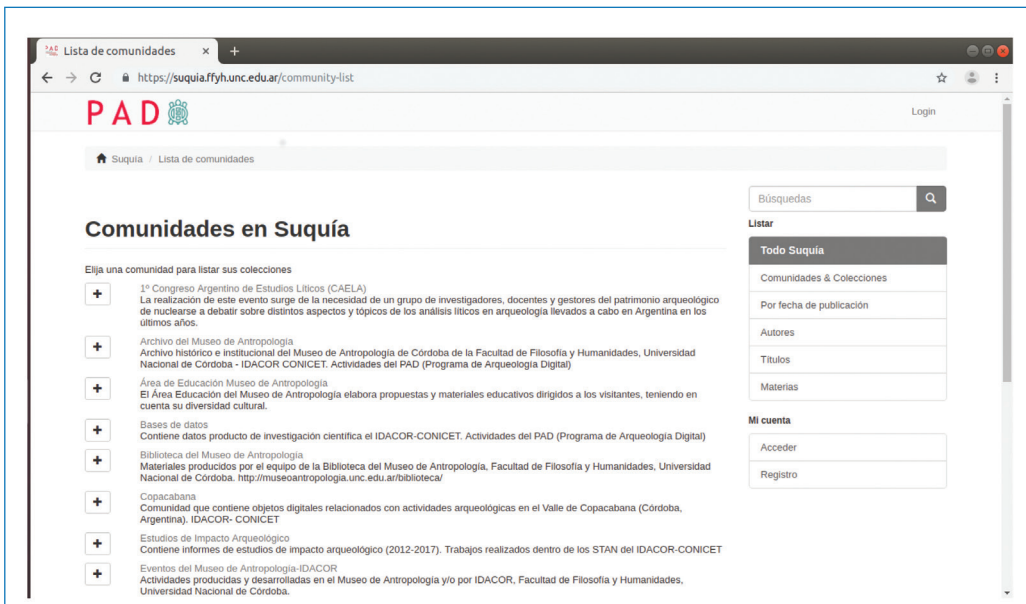 Lista de comunidades
https://suquia.ffyh.unc.edu.ar/community-list
PAD
Login
Suquía / Lista de comunidades
Comunidades en Suquía
Elija una comunidad para listar sus colecciones
1º Congreso Argentino de Estudios Líticos (CAELA)
La realización de este evento surge de la necesidad de un grupo de investigadores, docentes y gestores del patrimonio arqueológico
de nuclearse a debatir sobre distintos aspectos y tópicos de los análisis líticos en arqueología llevados a cabo en Argentina en los
últimos años.
Archivo del Museo de Antropología
Archivo histórico e institucional del Museo de Antropología de Córdoba de la Facultad de Filosofía y Humanidades, Universidad
Nacional de Córdoba - IDACOR CONICET. Actividades del PAD (Programa de Arqueología Digital)
Área de Educación Museo de Antropología
El Área Educación del Museo de Antropología elabora propuestas y materiales educativos dirigidos a los visitantes, teniendo en
cuenta su diversidad cultural.
Bases de datos
Contiene datos producto de investigación científica el IDACOR-CONICET. Actividades del PAD (Programa de Arqueología Digital)
Biblioteca del Museo de Antropología
Materiales producidos por el equipo de la Biblioteca del Museo de Antropología, Facultad de Filosofía y Humanidades, Universidad
Nacional de Córdoba. http://museoantropologia.unc.edu.ar/biblioteca/
Copacabana
Comunidad que contiene objetos digitales relacionados con actividades arqueológicas en el Valle de Copacabana (Córdoba,
Argentina). IDACOR- CONICET
Estudios de Impacto Arqueológico
Contiene informes de estudios de impacto arqueológico (2012-2017). Trabajos realizados dentro de los STAN del IDACOR-CONICET
Eventos del Museo de Antropología-IDACOR
Actividades producidas y desarrolladas en el Museo de Antropología y/o por IDACOR, Facultad de Filosofía y Humanidades,
Universidad Nacional de Córdoba.
Búsquedas
Listar
Todo Suquía
Comunidades & Colecciones
Por fecha de publicación
Autores
Títulos
Materias
Mi cuenta
Acceder
Registro